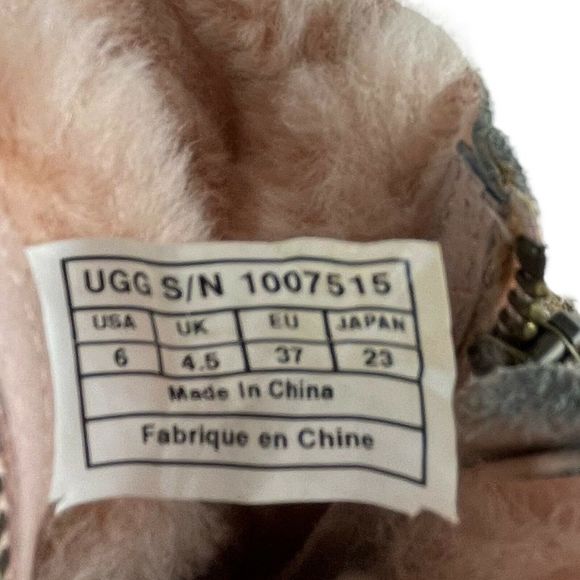 UGG S/N 1007515
USA UK EU JAPAN
6 4.5 37 23
Made In China
Fabrique en Chine